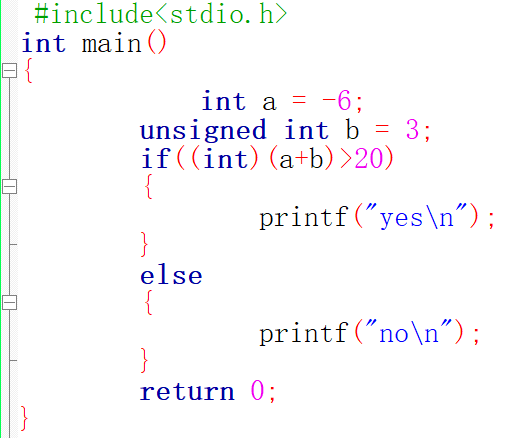 #include<stdio.h>
int main()
{
int a = -6;
unsigned int b = 3;
if((int)(a+b)>20)
{
printf("yes\n");
}
else
{
printf("no\n");
}
return 0;
}